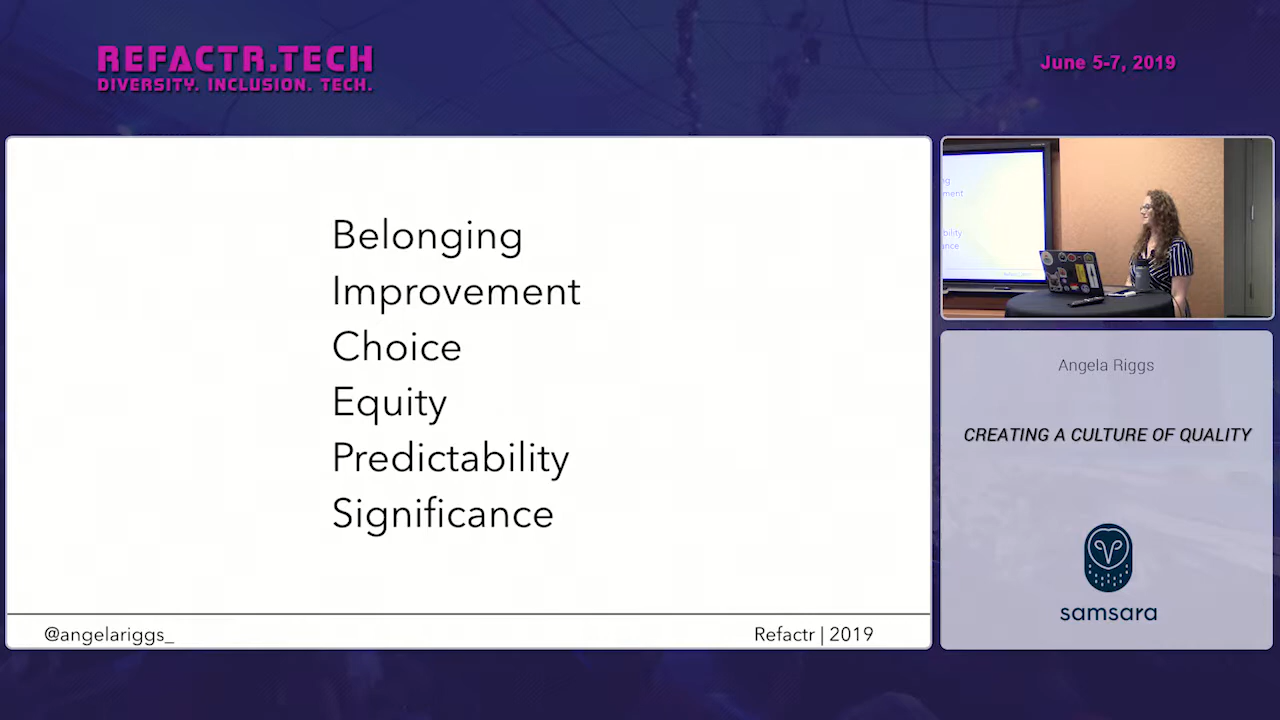 REFACTR.TECH
DIVERSITY. INCLUSION. TECH.
June 5-7, 2019
Belonging
Improvement
Choice
Equity
Predictability
Significance
@angelariggs_
Refactr | 2019
Angela Riggs
CREATING A CULTURE OF QUALITY
samsara